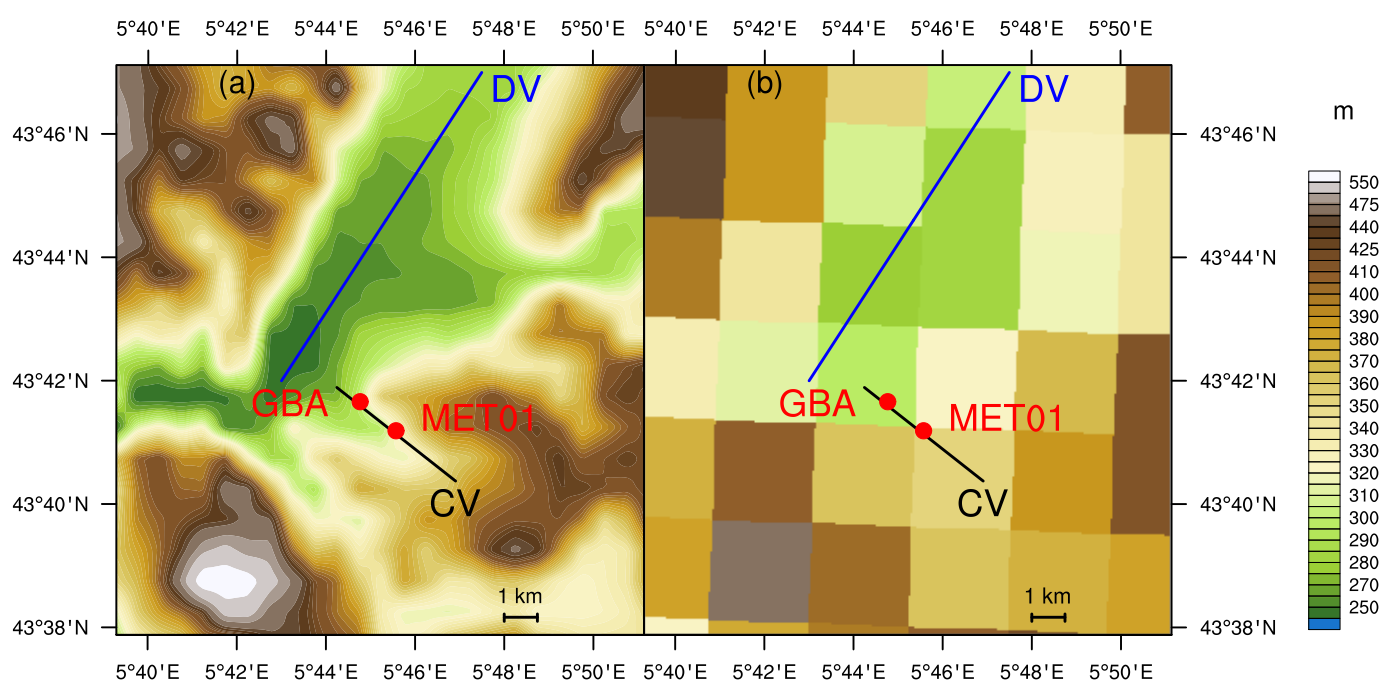 5°40'E 5°42'E 5°44'E 5°46'E 5°48'E 5°50'E 5°40'E 5°42'E 5°44'E 5°46'E 5°48'E 5°50'E
(a) DV (b) DV
m
43°46'N 43°46'N
43°44'N 43°44'N
43°42'N 43°42'N
GBA MET01 GBA MET01
CV CV
43°40'N 43°40'N
1 km 1 km
43°38'N 43°38'N
5°40'E 5°42'E 5°44'E 5°46'E 5°48'E 5°50'E 5°40'E 5°42'E 5°44'E 5°46'E 5°48'E 5°50'E
550
475
440
425
410
400
390
380
370
360
350
340
330
320
310
300
290
280
270
250